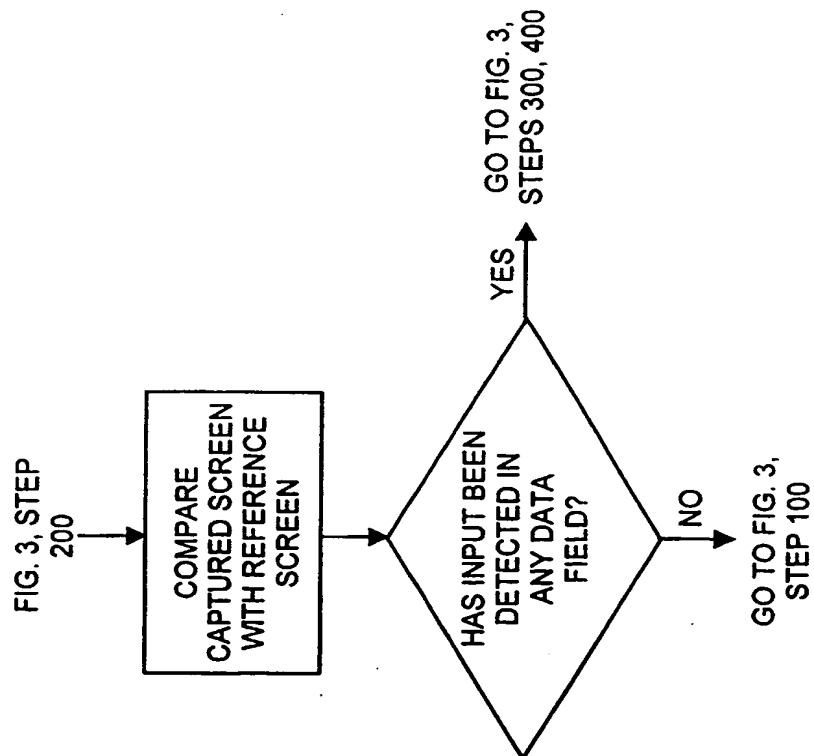 FIG. 3, STEP
200
COMPARE
CAPTURED SCREEN
WITH REFERENCE
SCREEN
HAS INPUT BEEN
DETECTED IN
ANY DATA
FIELD?
YES
GO TO FIG. 3,
STEPS 300, 400
NO
GO TO FIG. 3,
STEP 100